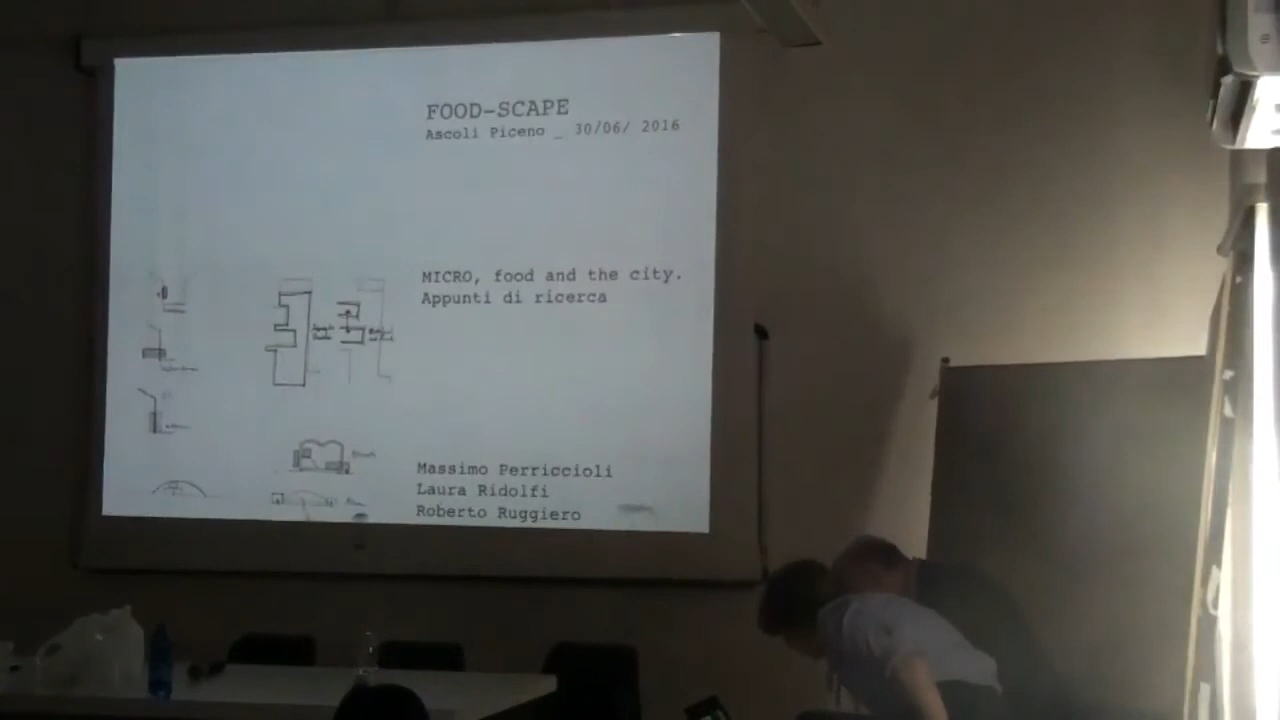 FOOD-SCAPE
Ascoli Piceno _ 30/06/ 2016
MICRO, food and the city.
Appunti di ricerca
Massimo Perriccioli
Laura Ridolfi
Roberto Ruggiero